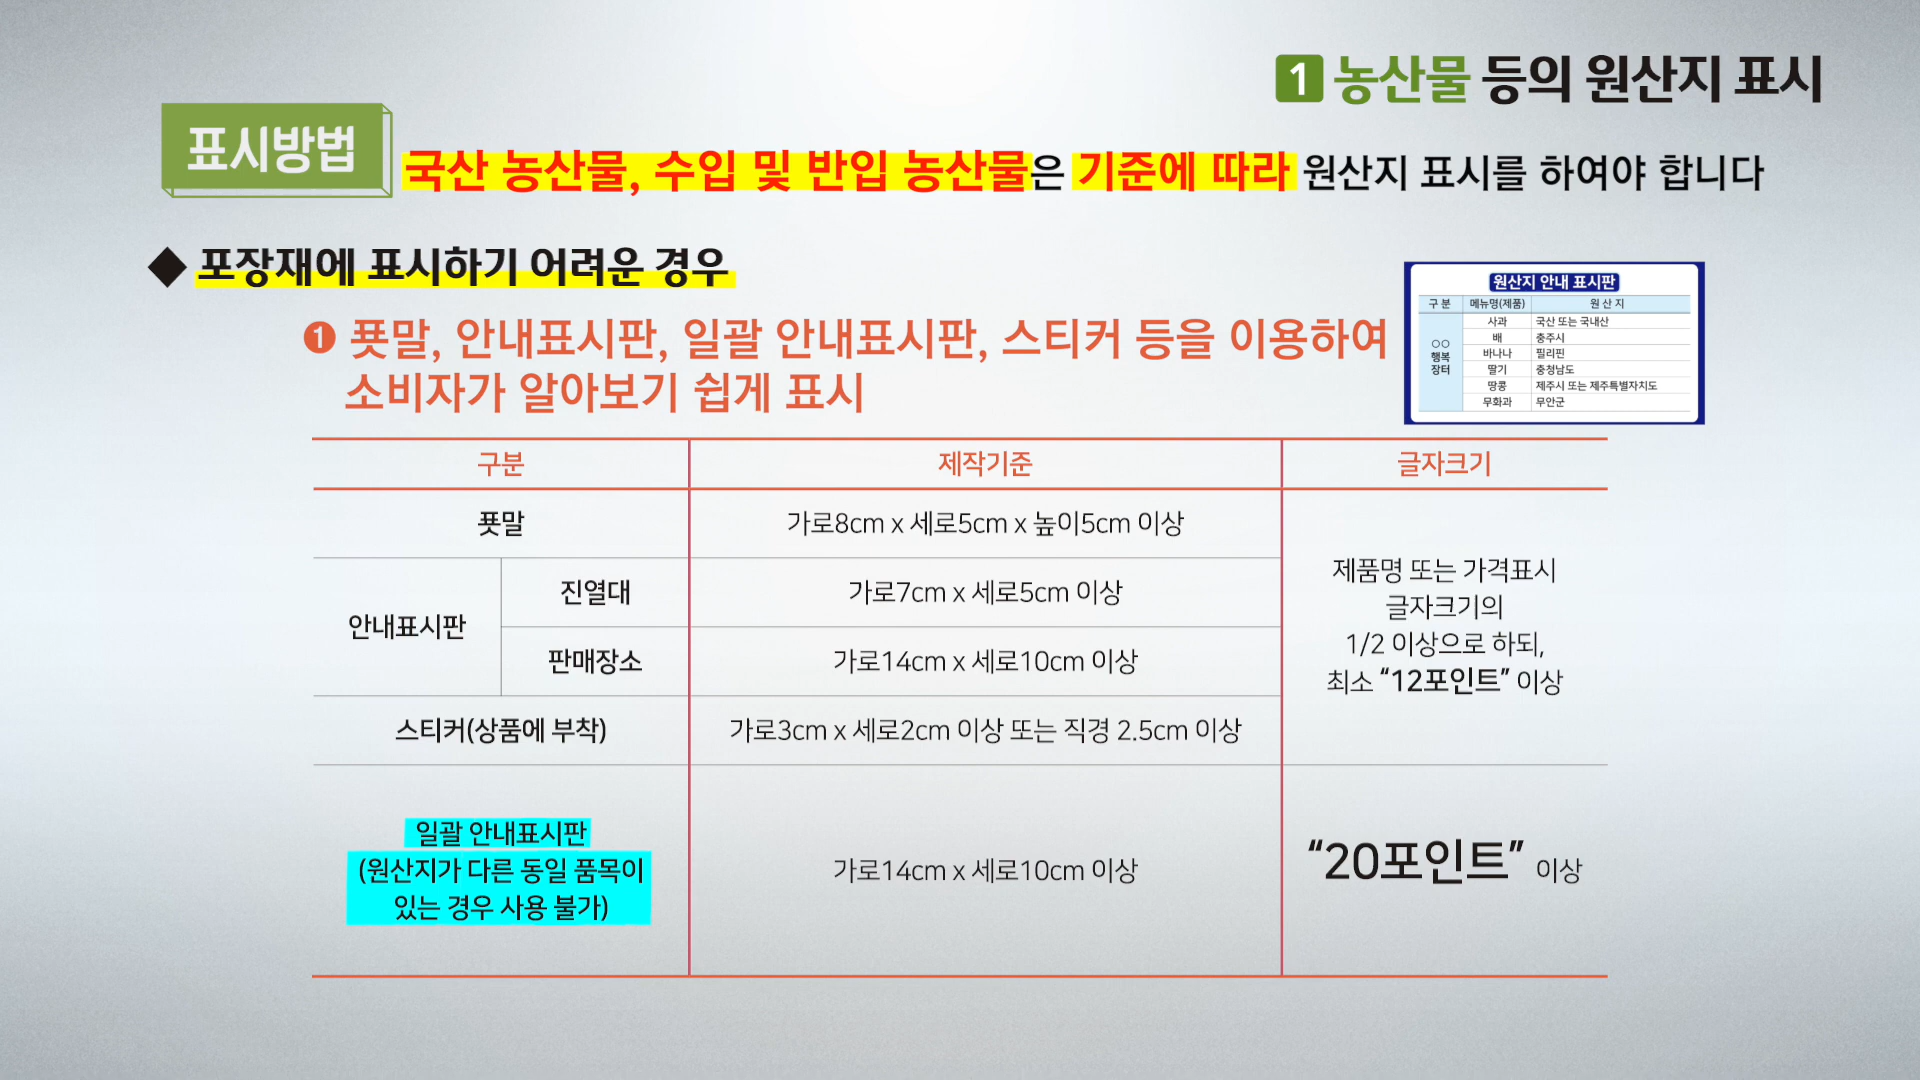 1 농산물 등의 원산지 표시
표시방법
국산 농산물, 수입 및 반입 농산물은 기준에 따라 원산지 표시를 하여야 합니다
◆ 포장재에 표시하기 어려운 경우
❶ 푯말, 안내표시판, 일괄 안내표시판, 스티커 등을 이용하여
소비자가 알아보기 쉽게 표시
원산지 안내 표시판
구 분 메뉴명(제품) 원 산 지
○○
행복
장터
사과 국산 또는 국내산
배 충주시
바나나 필리핀
딸기 충청남도
땅콩 제주시 또는 제주특별자치도
무화과 무안군
구분 제작기준 글자크기
푯말 가로8cm x 세로5cm x 높이5cm 이상
안내표시판
진열대 가로7cm x 세로5cm 이상
판매장소 가로14cm x 세로10cm 이상
스티커(상품에 부착) 가로3cm x 세로2cm 이상 또는 직경 2.5cm 이상
제품명 또는 가격표시
글자크기의
1/2 이상으로 하되,
최소 “12포인트” 이상
일괄 안내표시판
(원산지가 다른 동일 품목이
있는 경우 사용 불가)
가로14cm x 세로10cm 이상
“20포인트” 이상